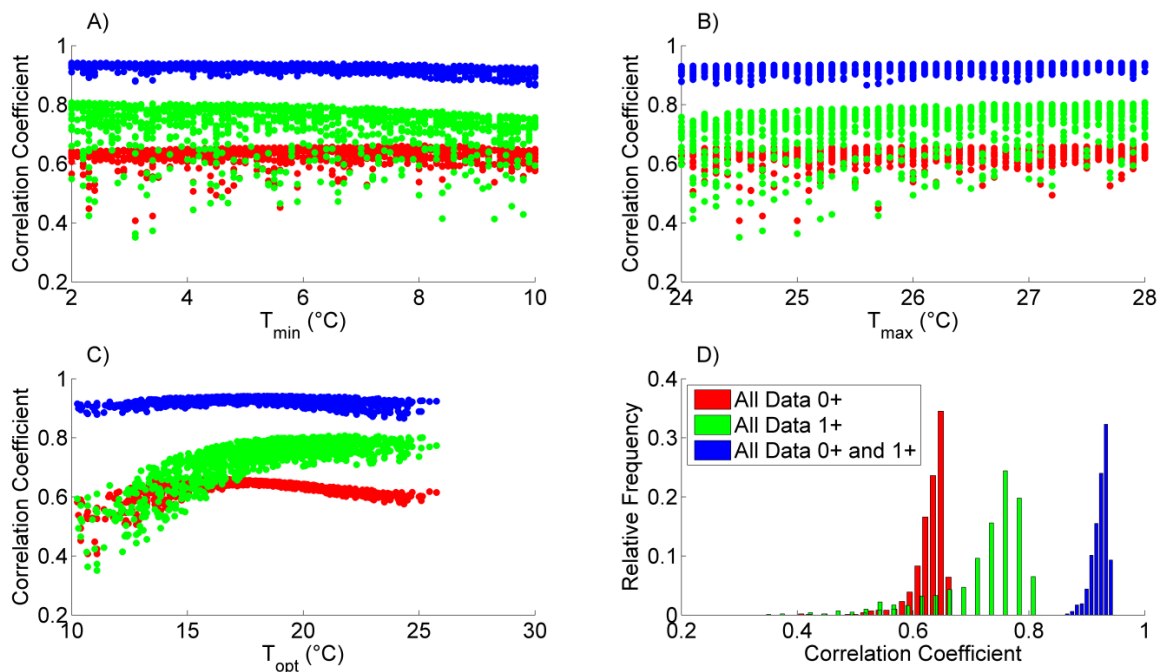 A)
Correlation Coefficient
1
0.8
0.6
0.4
0.2
2
4
6
8
10
T_min (°C)
B)
Correlation Coefficient
1
0.8
0.6
0.4
0.2
24
25
26
27
28
T_max (°C)
C)
Correlation Coefficient
1
0.8
0.6
0.4
0.2
10
15
20
25
30
T_opt (°C)
D)
Relative Frequency
0.4
0.3
0.2
0.1
0
0.2
0.4
0.6
0.8
1
Correlation Coefficient
All Data 0+
All Data 1+
All Data 0+ and 1+